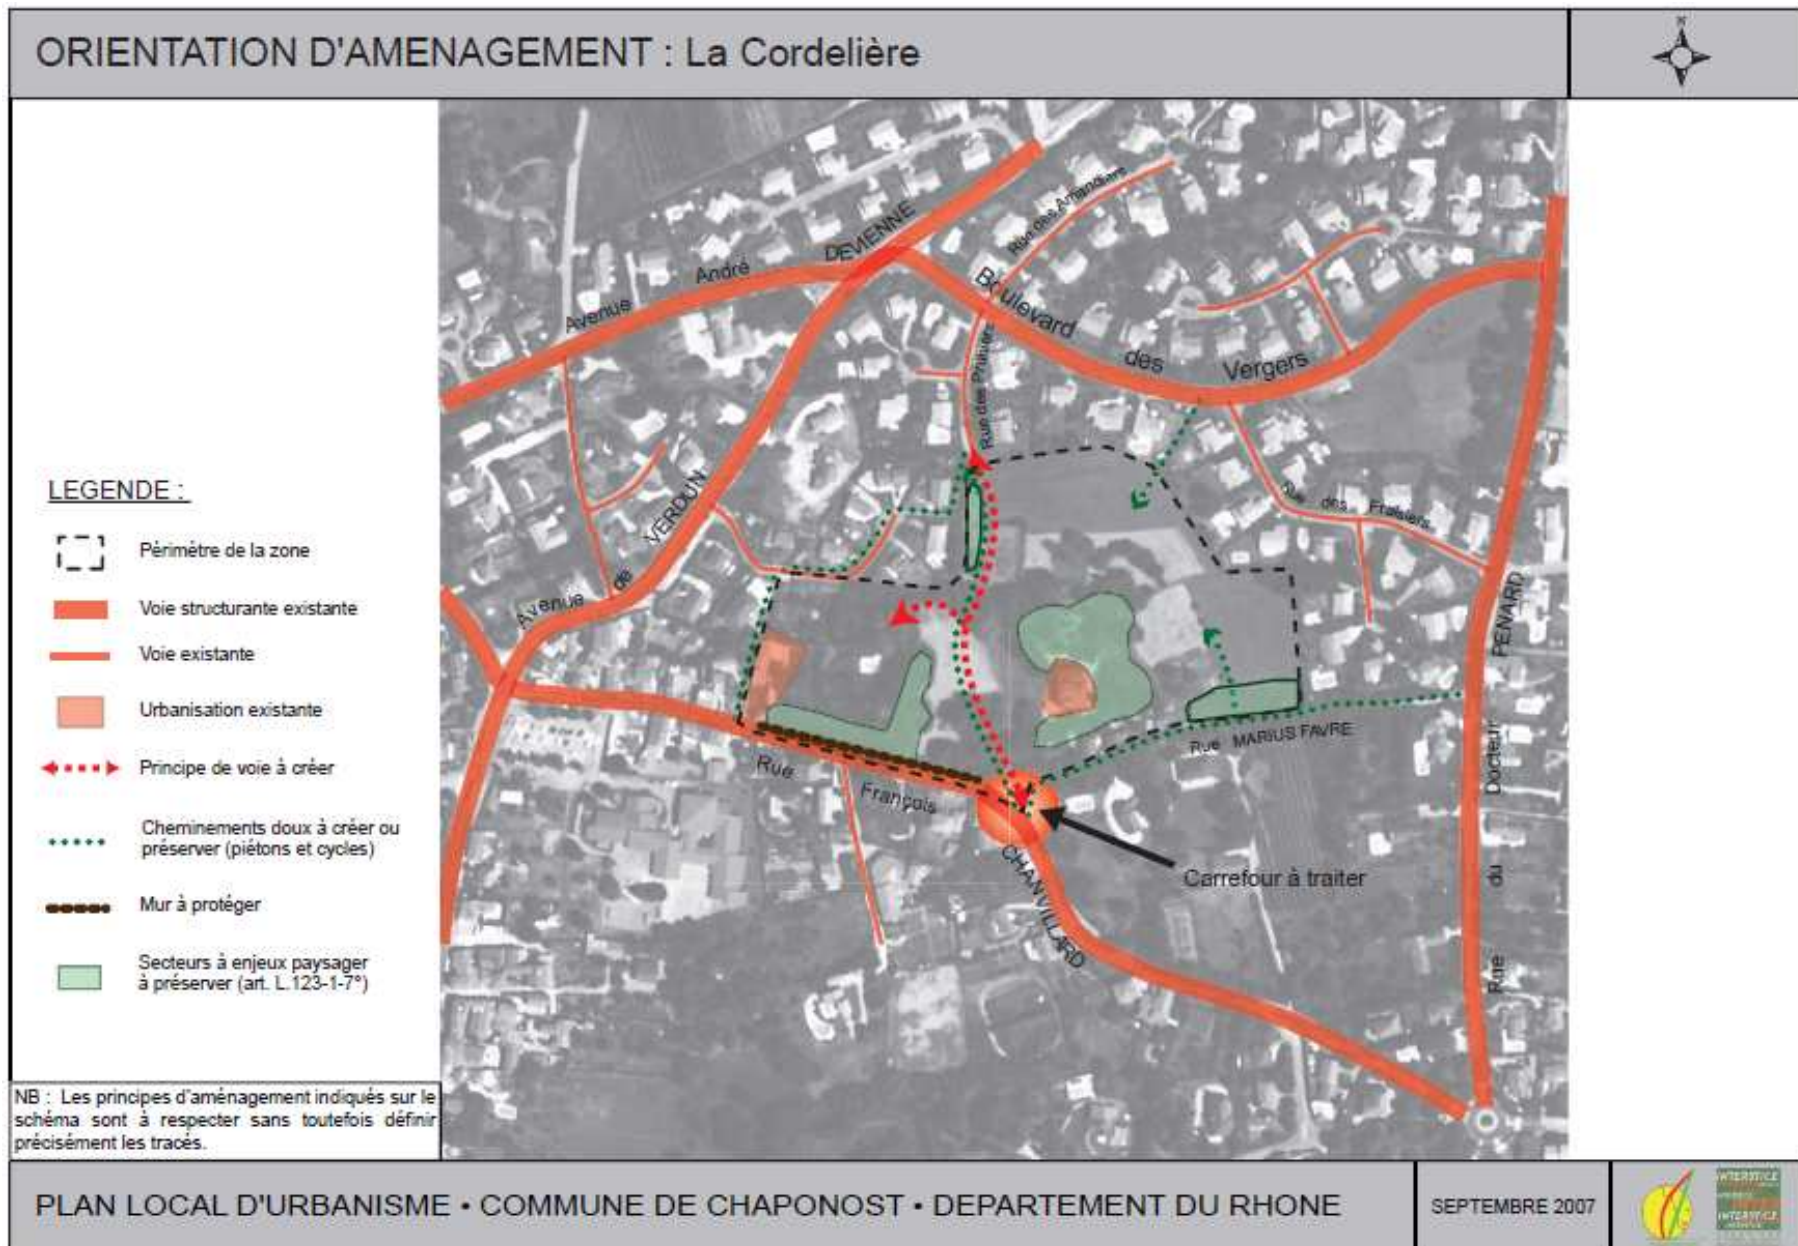 ORIENTATION D'AMENAGEMENT : La Cordelière
N
LEGENDE :
Périmètre de la zone
Voie structurante existante
Voie existante
Urbanisation existante
Principe de voie à créer
Cheminements doux à créer ou
préserver (piétons et cycles)
Mur à protéger
Secteurs à enjeux paysager
à préserver (art. L.123-1-7°)
NB : Les principes d'aménagement indiqués sur le
schéma sont à respecter sans toutefois définir
précisément les tracés.
Avenue André DEVIENNE
Rue des Amandiers
Boulevard des Vergers
Rue des Pruniers
Avenue de VERDUN
Rue des Fraisiers
Rue du Docteur PENARD
Rue MARIUS FAVRE
Rue François CHANVILLARD
Carrefour à traiter
PLAN LOCAL D'URBANISME • COMMUNE DE CHAPONOST • DEPARTEMENT DU RHONE
SEPTEMBRE 2007
INTERSTICE
INTERSTICE